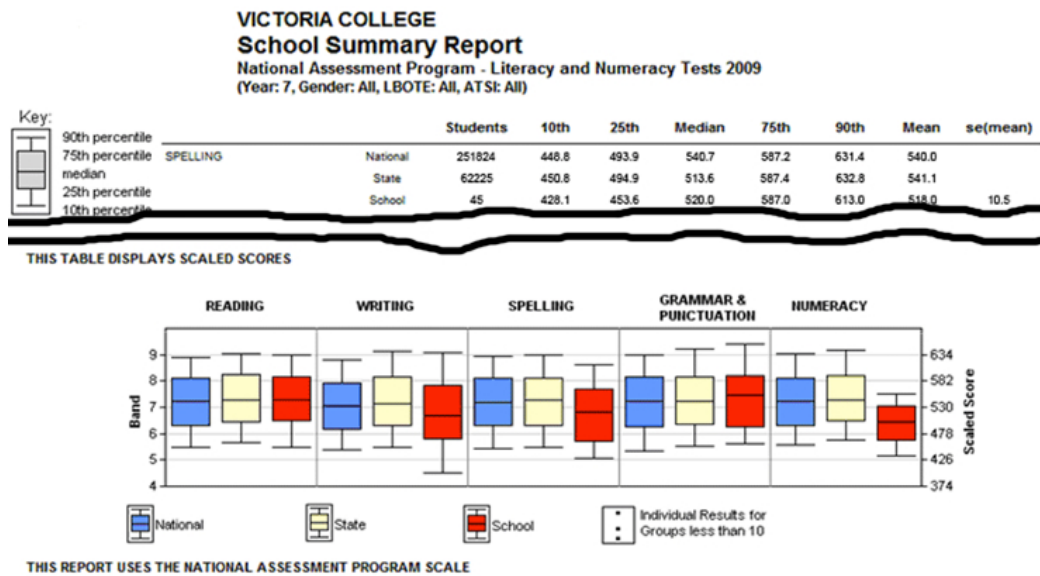 VICTORIA COLLEGE
School Summary Report
National Assessment Program - Literacy and Numeracy Tests 2009
(Year: 7, Gender: All, LBOTE: All, ATSI: All)
Key:
90th percentile
75th percentile
median
25th percentile
10th percentile
Students 10th 25th Median 75th 90th Mean se(mean)
SPELLING National 251824 448.8 493.9 540.7 587.2 631.4 540.0
State 62225 450.8 494.9 513.6 587.4 632.8 541.1
School 45 428.1 453.6 520.0 587.0 613.0 518.0 10.5
THIS TABLE DISPLAYS SCALED SCORES
READING WRITING SPELLING GRAMMAR & PUNCTUATION NUMERACY
Band
9 634
8 582
7 530
6 478
5 426
4 374
Scaled Score
National State School Individual Results for
Groups less than 10
THIS REPORT USES THE NATIONAL ASSESSMENT PROGRAM SCALE